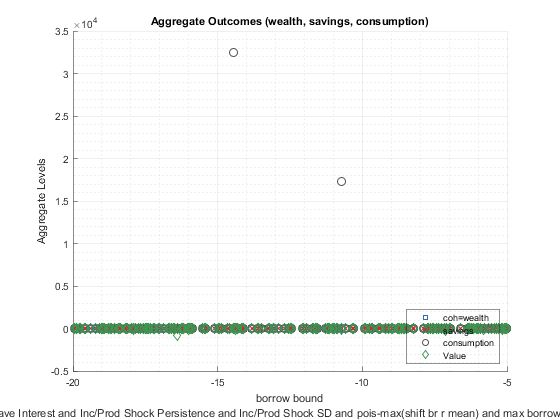 Aggregate Outcomes (wealth, savings, consumption)
×10⁴
3.5
3
2.5
2
1.5
1
0.5
0
-0.5
Aggregate Levels
coh=wealth
savings
consumption
Value
-20
-15
-10
-5
borrow bound
ave Interest and Inc/Prod Shock Persistence and Inc/Prod Shock SD and pois-max(shift br r mean) and max borrow